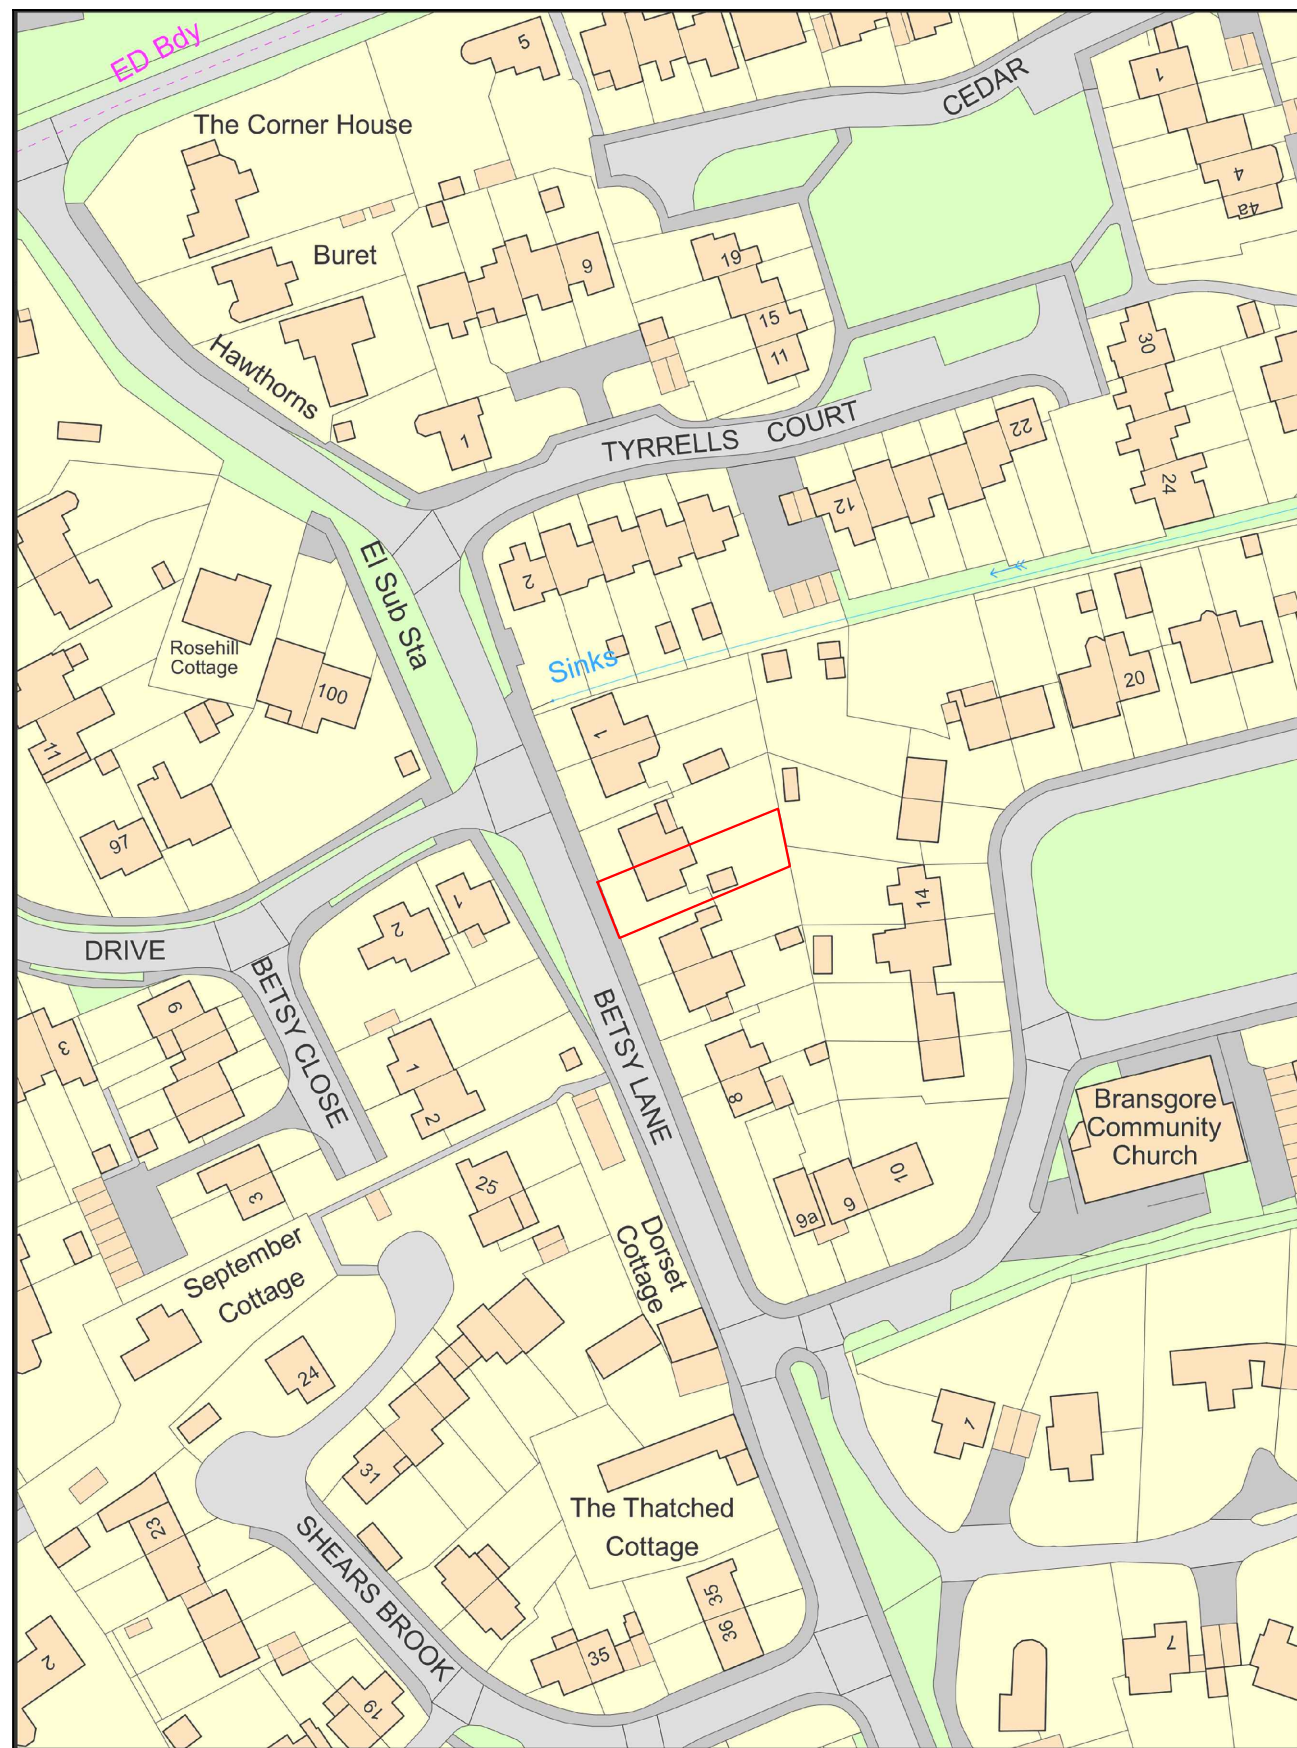 ED Bdy
5
CEDAR
1
The Corner House
4
4a
Buret
9
19
15
11
30
Hawthorns
1
TYRRELLS COURT
22
12
24
El Sub Sta
2
Rosehill
Cottage
100
Sinks
20
1
11
97
14
1
2
DRIVE
BETSY CLOSE
BETSY LANE
6
3
1
2
8
Bransgore
Community
Church
25
3
10
9
9a
September
Cottage
Dorset
Cottage
24
1
31
The Thatched
Cottage
23
SHEARS BROOK
35
36
35
7
2
19